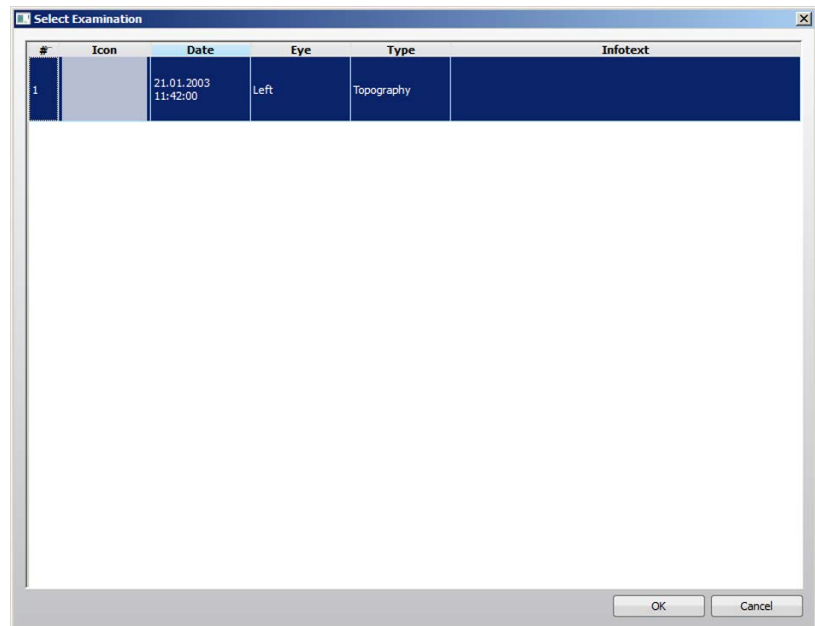 Select Examination
# Icon Date Eye Type Infotext
1 21.01.2003 11:42:00 Left Topography
OK Cancel